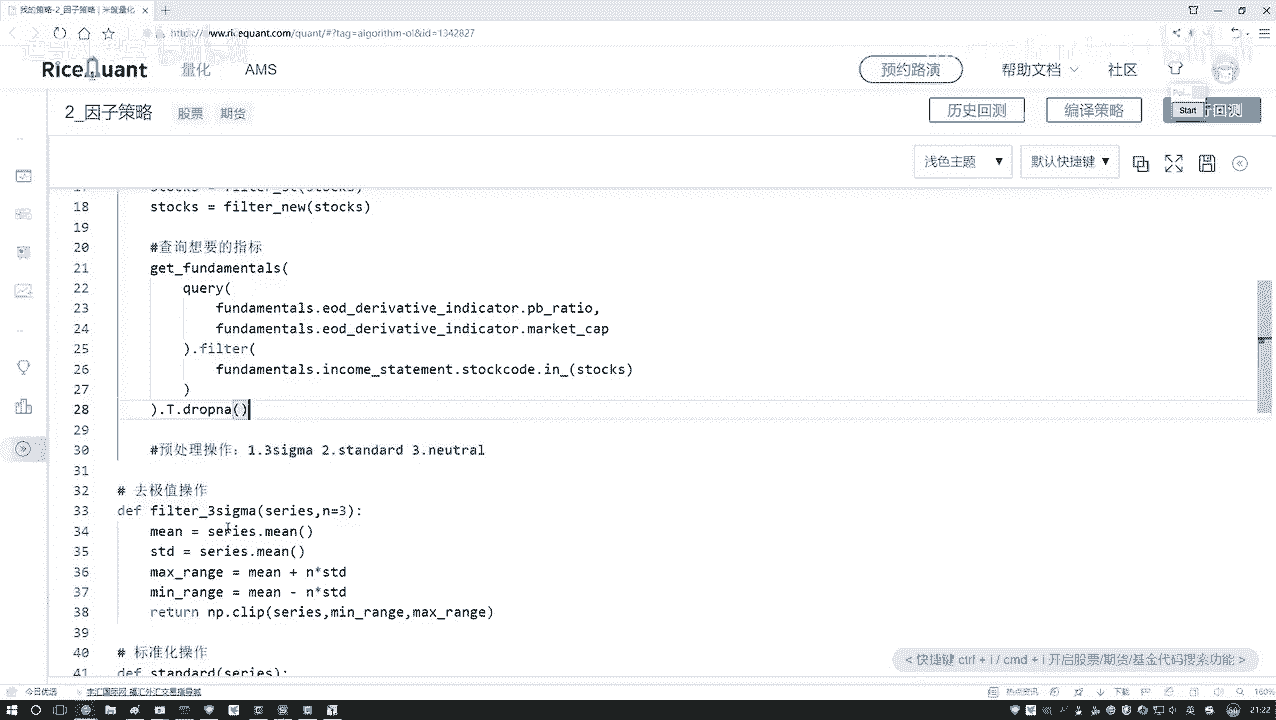 我的策略-2_因子策略 | 米筐量化
https://www.ricequant.com/quant/#?tag=algorithm-ol&id=1342827
RiceQuant 量化 AMS 预约路演 帮助文档 社区
2_因子策略 股票 期货 历史回测 编译策略 回测
Start
浅色主题 ▼ 默认快捷键 ▼
18 stocks = filter_new(stocks)
19
20 #查询想要的指标
21 get_fundamentals(
22 query(
23 fundamentals.eod_derivative_indicator.pb_ratio,
24 fundamentals.eod_derivative_indicator.market_cap
25 ).filter(
26 fundamentals.income_statement.stockcode.in_(stocks)
27 )
28 ).T.dropna()
29
30 #预处理操作：1.3sigma 2.standard 3.neutral
31
32 # 去极值操作
33 def filter_3sigma(series,n=3):
34 mean = series.mean()
35 std = series.mean()
36 max_range = mean + n*std
37 min_range = mean - n*std
38 return np.clip(series,min_range,max_range)
39
40 # 标准化操作
41 def standard(series):
< 快捷键 ctrl + i / cmd + i 开启股票/期货/基金代码搜索功能 >
今日优选
热点资讯 下载 160%
21:22